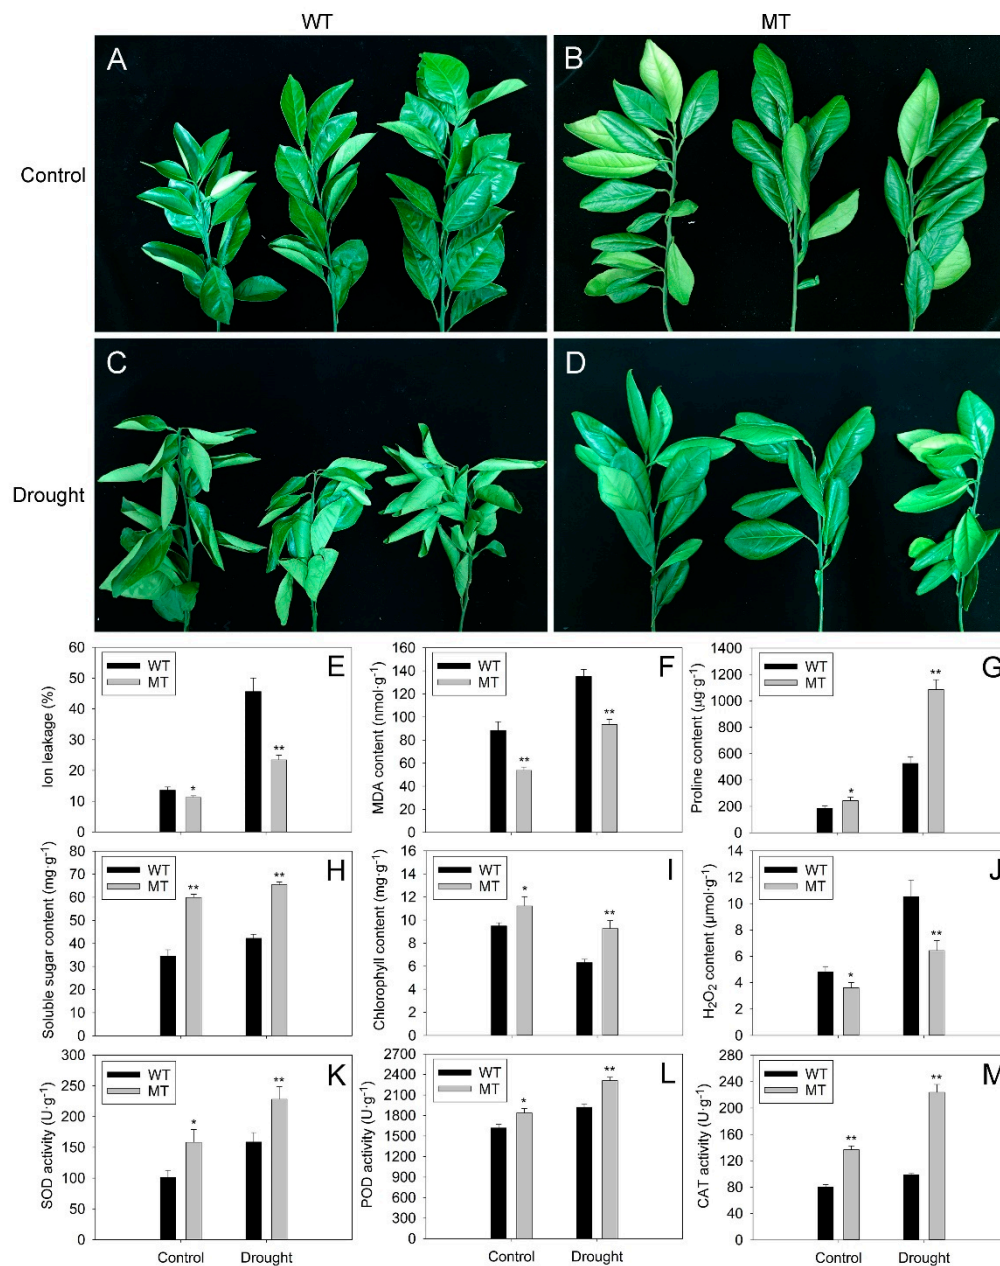 WT MT
A B
Control
C D
Drought
60
50
40
30
20
10
0
Ion leakage (%)
WT
MT
E
*
**
160
140
120
100
80
60
40
20
0
MDA content (nmol·g-1)
WT
MT
F
**
**
1400
1200
1000
800
600
400
200
0
Proline content (μg·g-1)
WT
MT
G
*
**
80
70
60
50
40
30
20
10
0
Soluble sugar content (mg·g-1)
WT
MT
H
**
**
16
14
12
10
8
6
4
2
0
Chlorophyll content (mg·g-1)
WT
MT
I
*
**
14
12
10
8
6
4
2
0
H2O2 content (μmol·g-1)
WT
MT
J
*
**
300
250
200
150
100
50
0
SOD activity (U·g-1)
WT
MT
K
*
**
Control Drought
2700
2400
2100
1800
1500
1200
900
600
300
0
POD activity (U·g-1)
WT
MT
L
*
**
Control Drought
280
240
200
160
120
80
40
0
CAT activity (U·g-1)
WT
MT
M
**
**
Control Drought